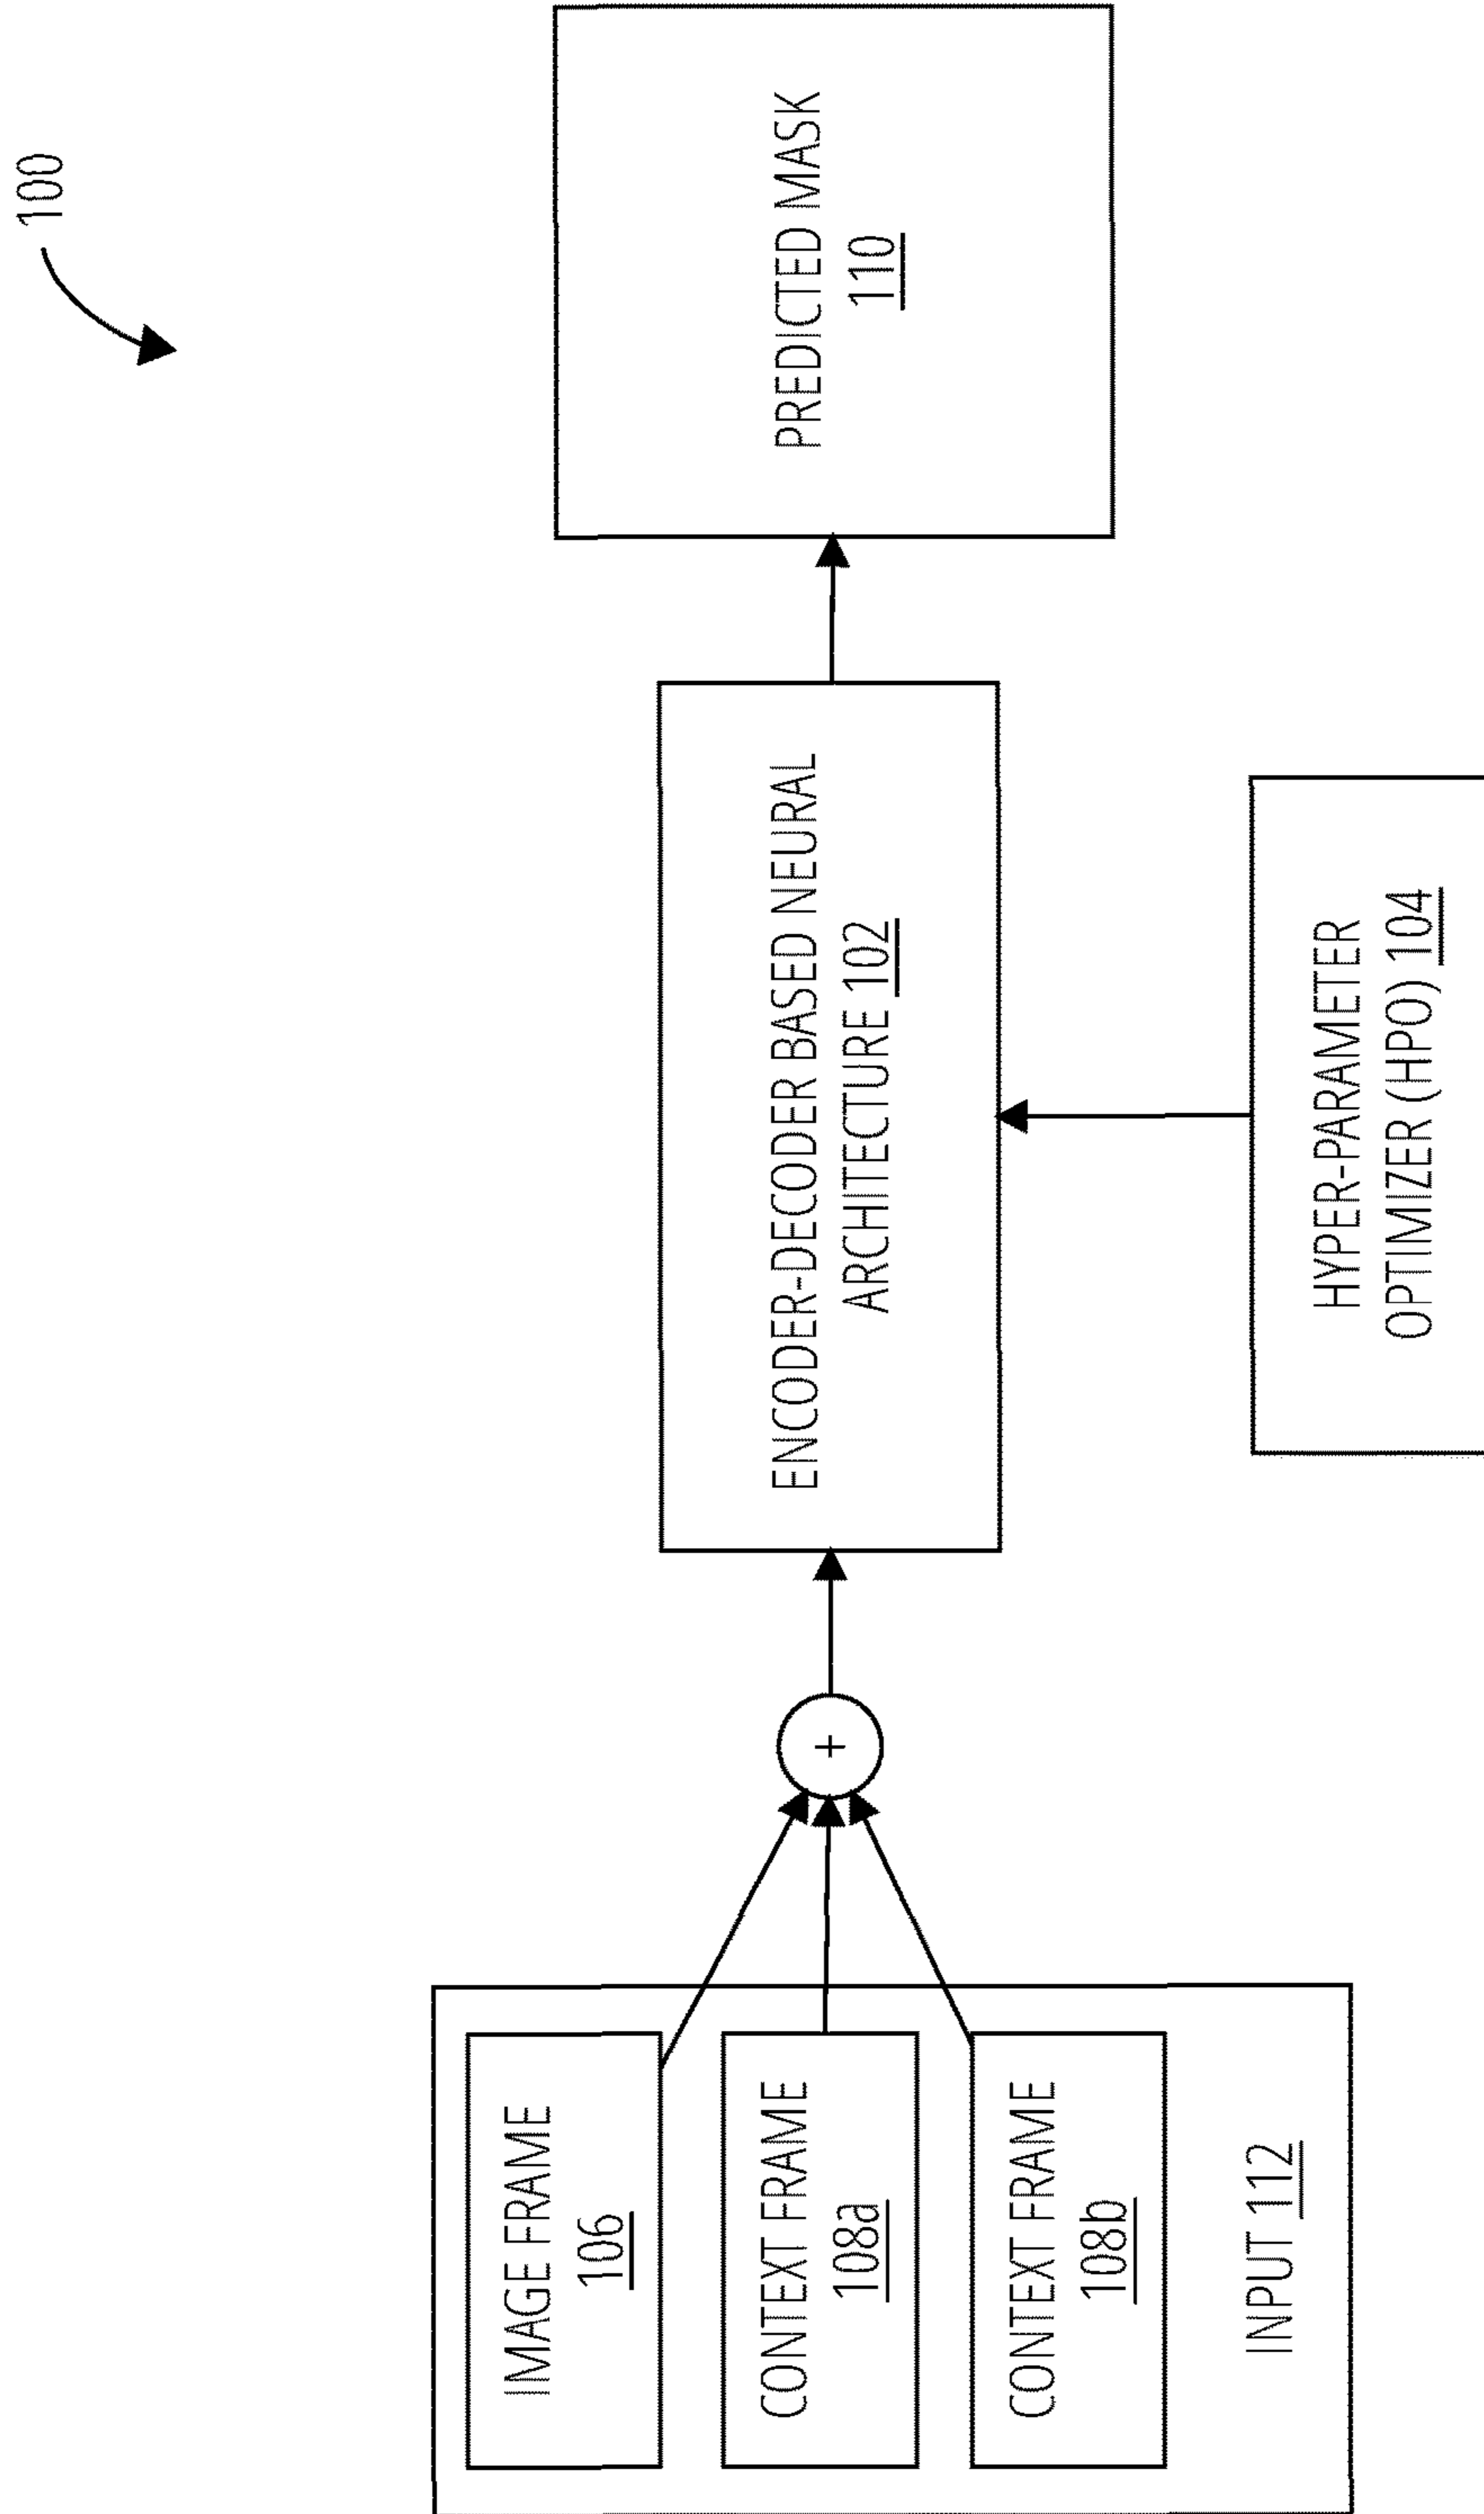 100
IMAGE FRAME
106
CONTEXT FRAME
108a
CONTEXT FRAME
108b
INPUT 112
+
ENCODER-DECODER BASED NEURAL
ARCHITECTURE 102
HYPER-PARAMETER
OPTIMIZER (HPO) 104
PREDICTED MASK
110